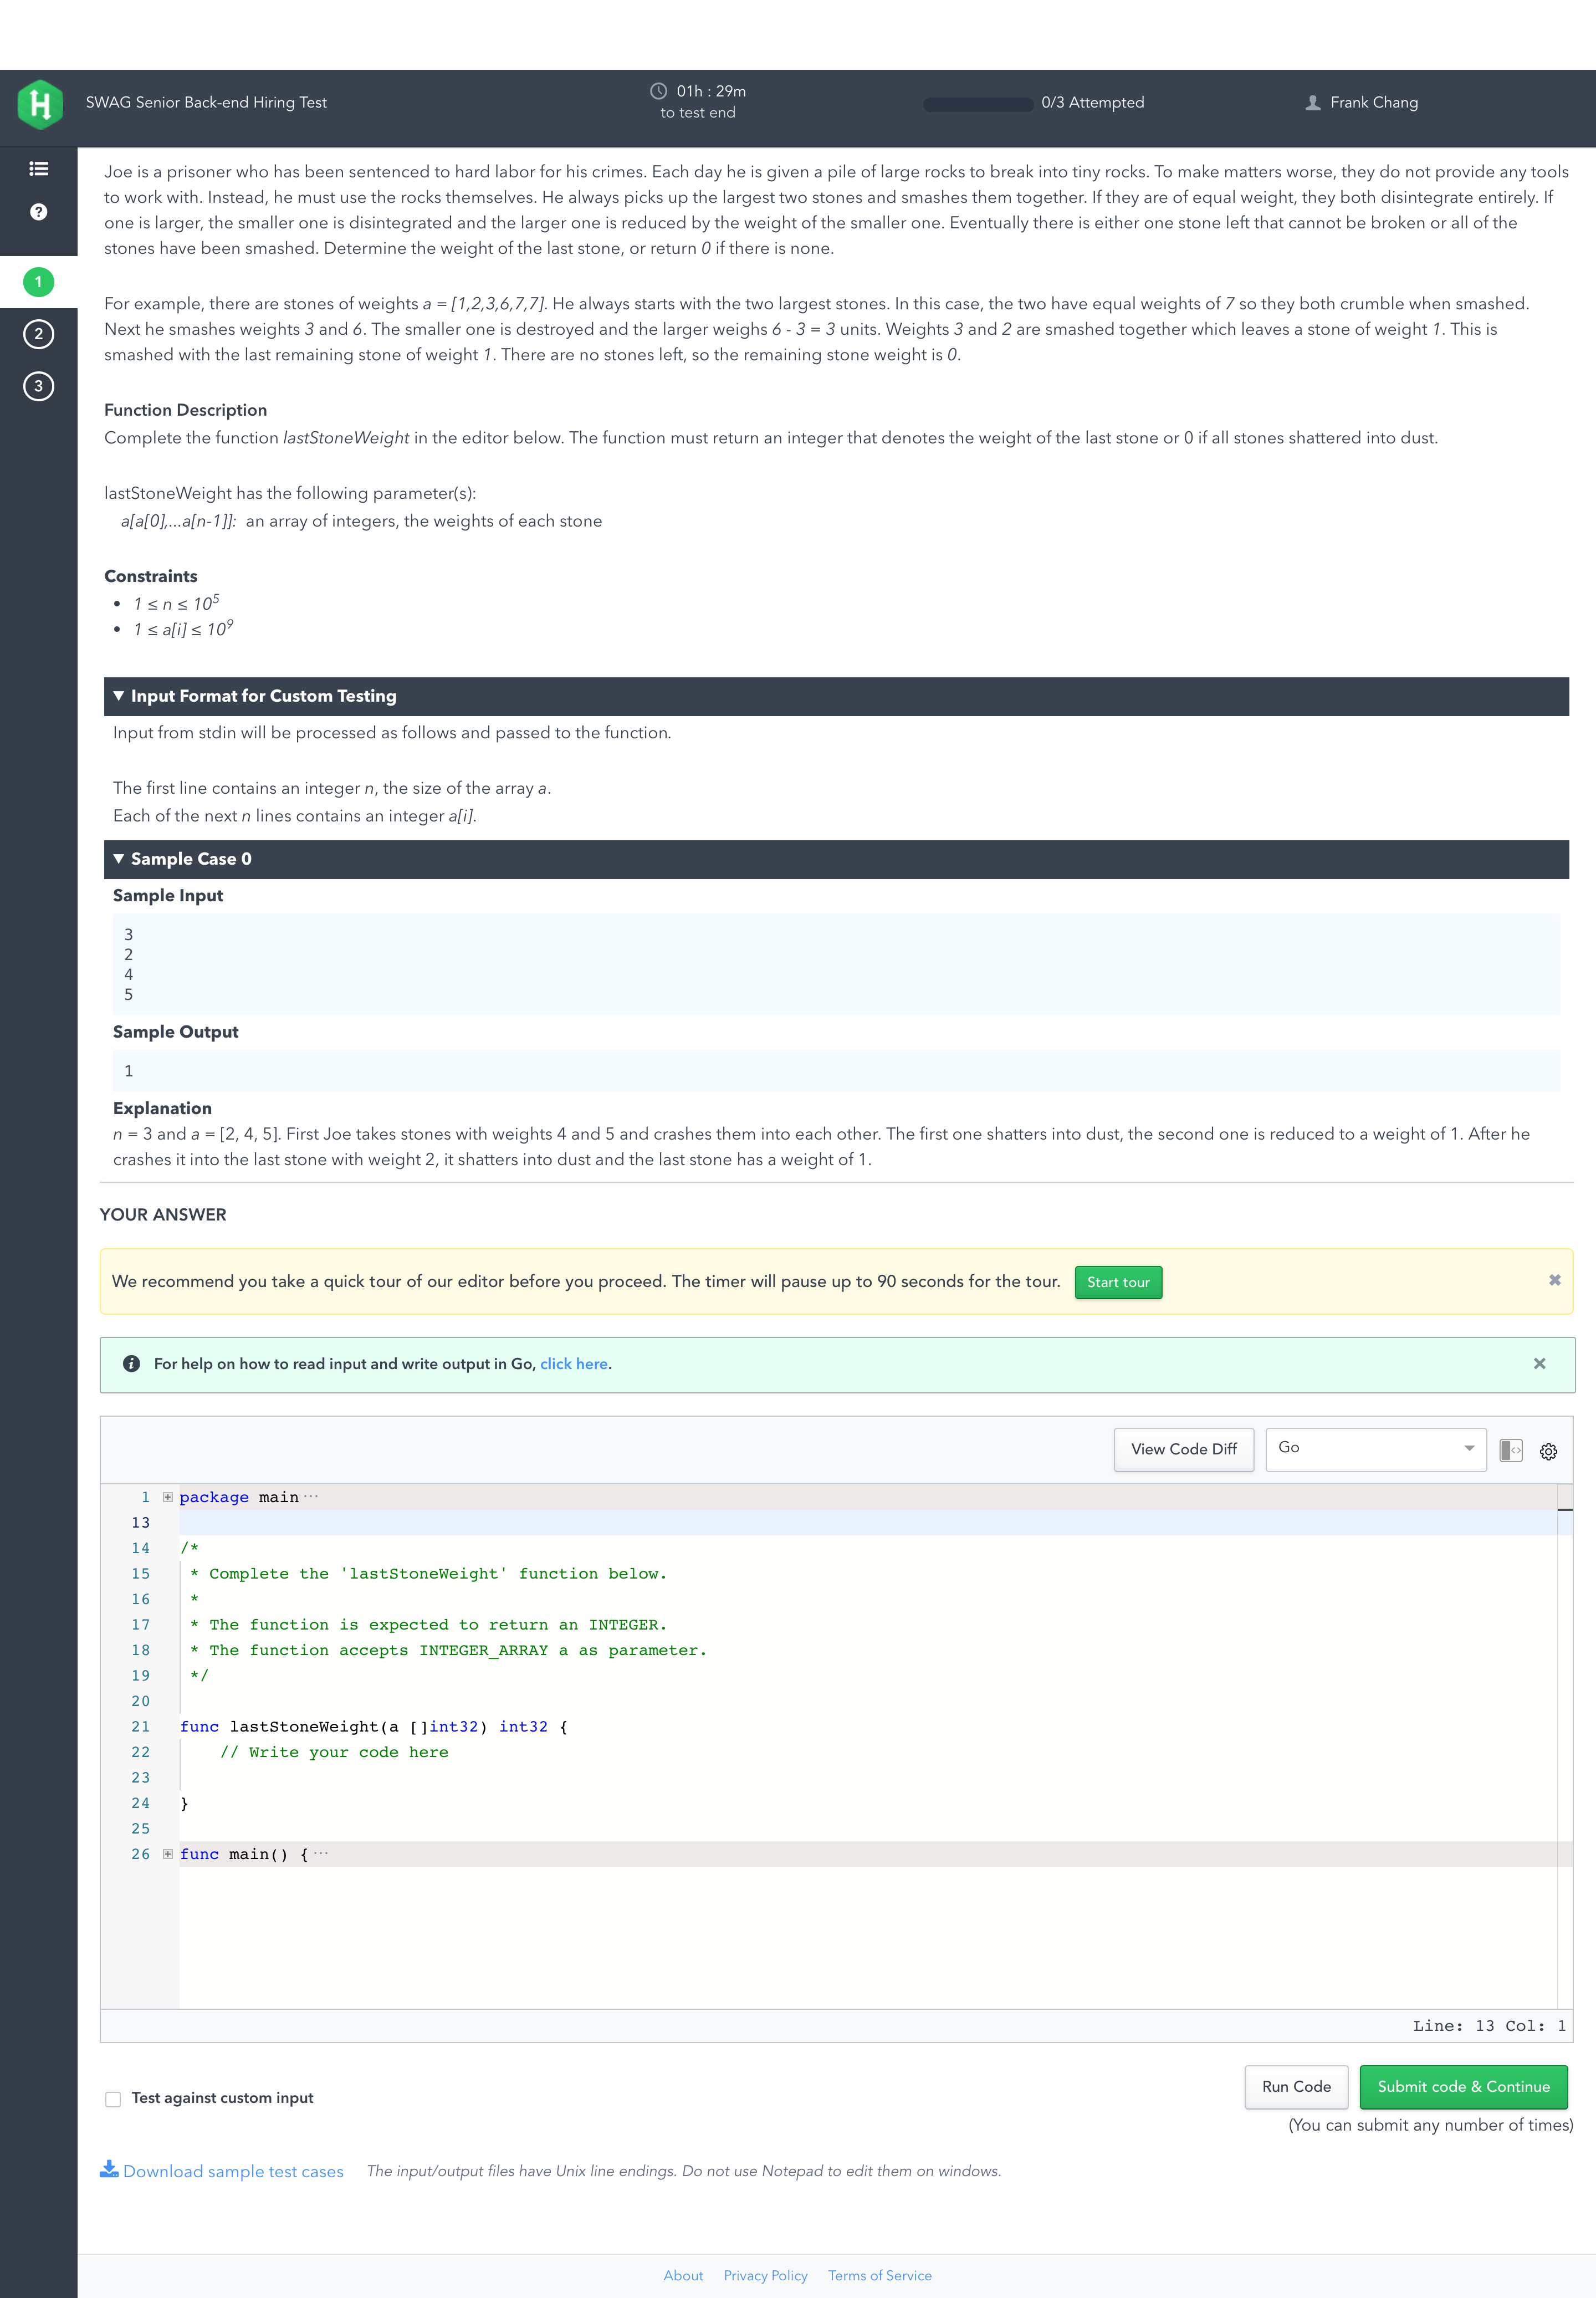 SWAG Senior Back-end Hiring Test
01h : 29m
to test end
0/3 Attempted
Frank Chang
1
2
3
Joe is a prisoner who has been sentenced to hard labor for his crimes. Each day he is given a pile of large rocks to break into tiny rocks. To make matters worse, they do not provide any tools
to work with. Instead, he must use the rocks themselves. He always picks up the largest two stones and smashes them together. If they are of equal weight, they both disintegrate entirely. If
one is larger, the smaller one is disintegrated and the larger one is reduced by the weight of the smaller one. Eventually there is either one stone left that cannot be broken or all of the
stones have been smashed. Determine the weight of the last stone, or return 0 if there is none.
For example, there are stones of weights a = [1,2,3,6,7,7]. He always starts with the two largest stones. In this case, the two have equal weights of 7 so they both crumble when smashed.
Next he smashes weights 3 and 6. The smaller one is destroyed and the larger weighs 6 - 3 = 3 units. Weights 3 and 2 are smashed together which leaves a stone of weight 1. This is
smashed with the last remaining stone of weight 1. There are no stones left, so the remaining stone weight is 0.
Function Description
Complete the function lastStoneWeight in the editor below. The function must return an integer that denotes the weight of the last stone or 0 if all stones shattered into dust.
lastStoneWeight has the following parameter(s):
a[a[0],...a[n-1]]: an array of integers, the weights of each stone
Constraints
• 1 ≤ n ≤ 10⁵
• 1 ≤ a[i] ≤ 10⁹
▼ Input Format for Custom Testing
Input from stdin will be processed as follows and passed to the function.
The first line contains an integer n, the size of the array a.
Each of the next n lines contains an integer a[i].
▼ Sample Case 0
Sample Input
3
2
4
5
Sample Output
1
Explanation
n = 3 and a = [2, 4, 5]. First Joe takes stones with weights 4 and 5 and crashes them into each other. The first one shatters into dust, the second one is reduced to a weight of 1. After he
crashes it into the last stone with weight 2, it shatters into dust and the last stone has a weight of 1.
YOUR ANSWER
We recommend you take a quick tour of our editor before you proceed. The timer will pause up to 90 seconds for the tour. Start tour
For help on how to read input and write output in Go, click here.
View Code Diff
Go
1 package main ···
13
14 /*
15 * Complete the 'lastStoneWeight' function below.
16 *
17 * The function is expected to return an INTEGER.
18 * The function accepts INTEGER_ARRAY a as parameter.
19 */
20
21 func lastStoneWeight(a []int32) int32 {
22 // Write your code here
23
24 }
25
26 func main() { ···
Line: 13 Col: 1
Test against custom input
Run Code
Submit code & Continue
(You can submit any number of times)
Download sample test cases
The input/output files have Unix line endings. Do not use Notepad to edit them on windows.
About Privacy Policy Terms of Service